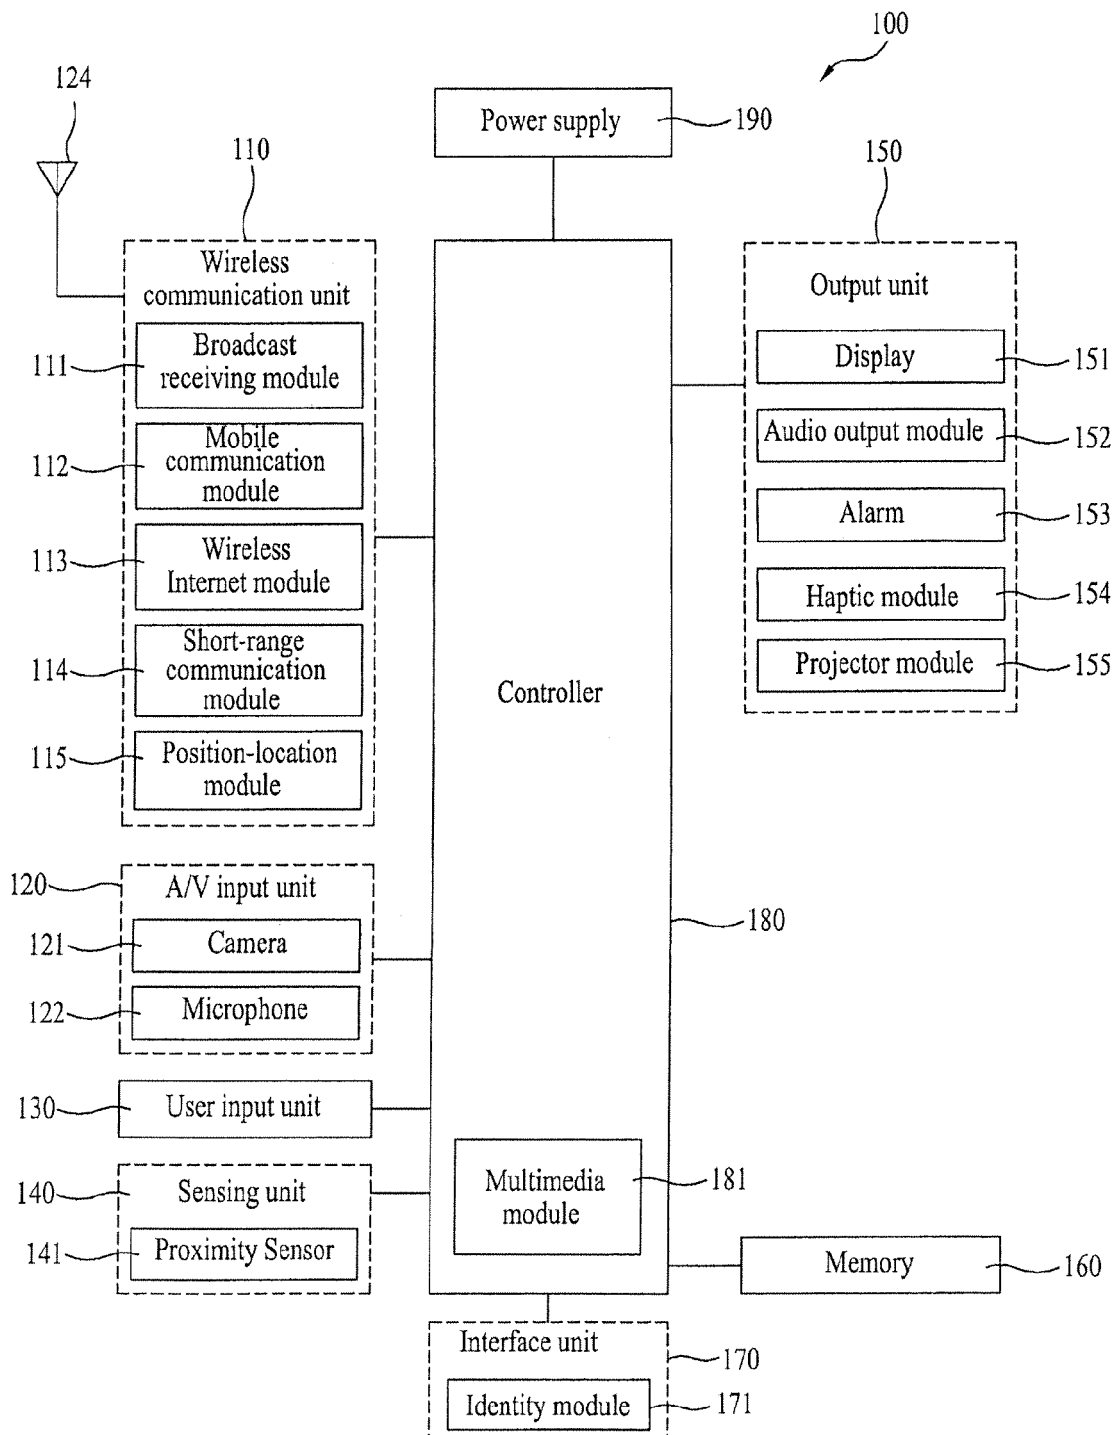 100
124
Power supply
190
110
150
Wireless
communication unit
Output unit
111
Broadcast
receiving module
Display
151
112
Mobile
communication
module
Audio output module
152
113
Wireless
Internet module
Alarm
153
114
Short-range
communication
module
Haptic module
154
Projector module
155
Controller
115
Position-location
module
120
A/V input unit
121
Camera
180
122
Microphone
130
User input unit
140
Sensing unit
141
Proximity Sensor
Multimedia
module
181
Memory
160
Interface unit
170
Identity module
171